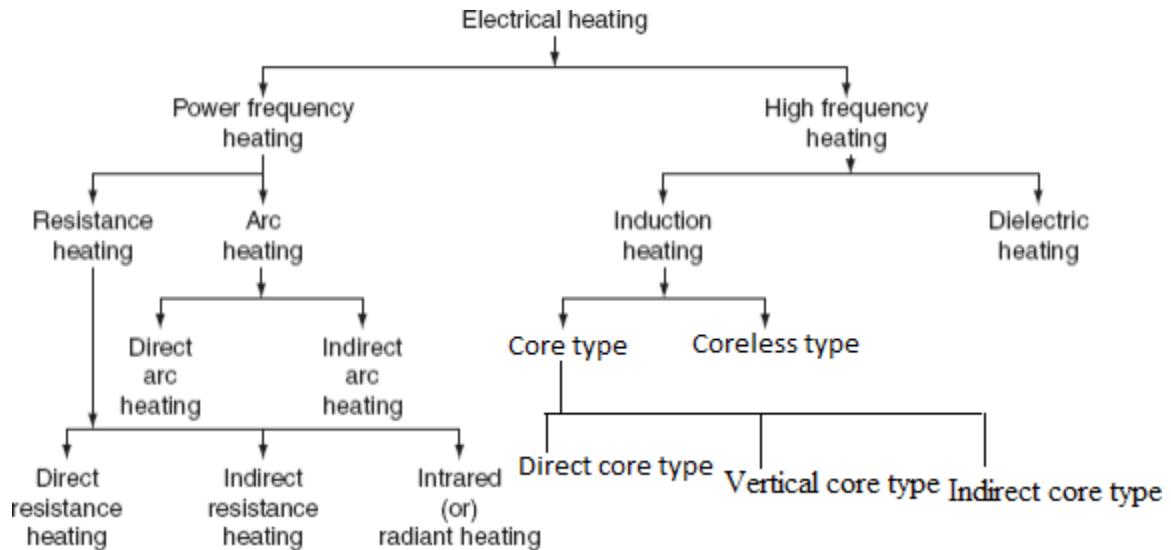 Electrical heating
Power frequency
heating
High frequency
heating
Resistance
heating
Arc
heating
Induction
heating
Dielectric
heating
Direct
arc
heating
Indirect
arc
heating
Core type
Coreless type
Direct
resistance
heating
Indirect
resistance
heating
Intrared
(or)
radiant heating
Direct core type
Vertical core type
Indirect core type